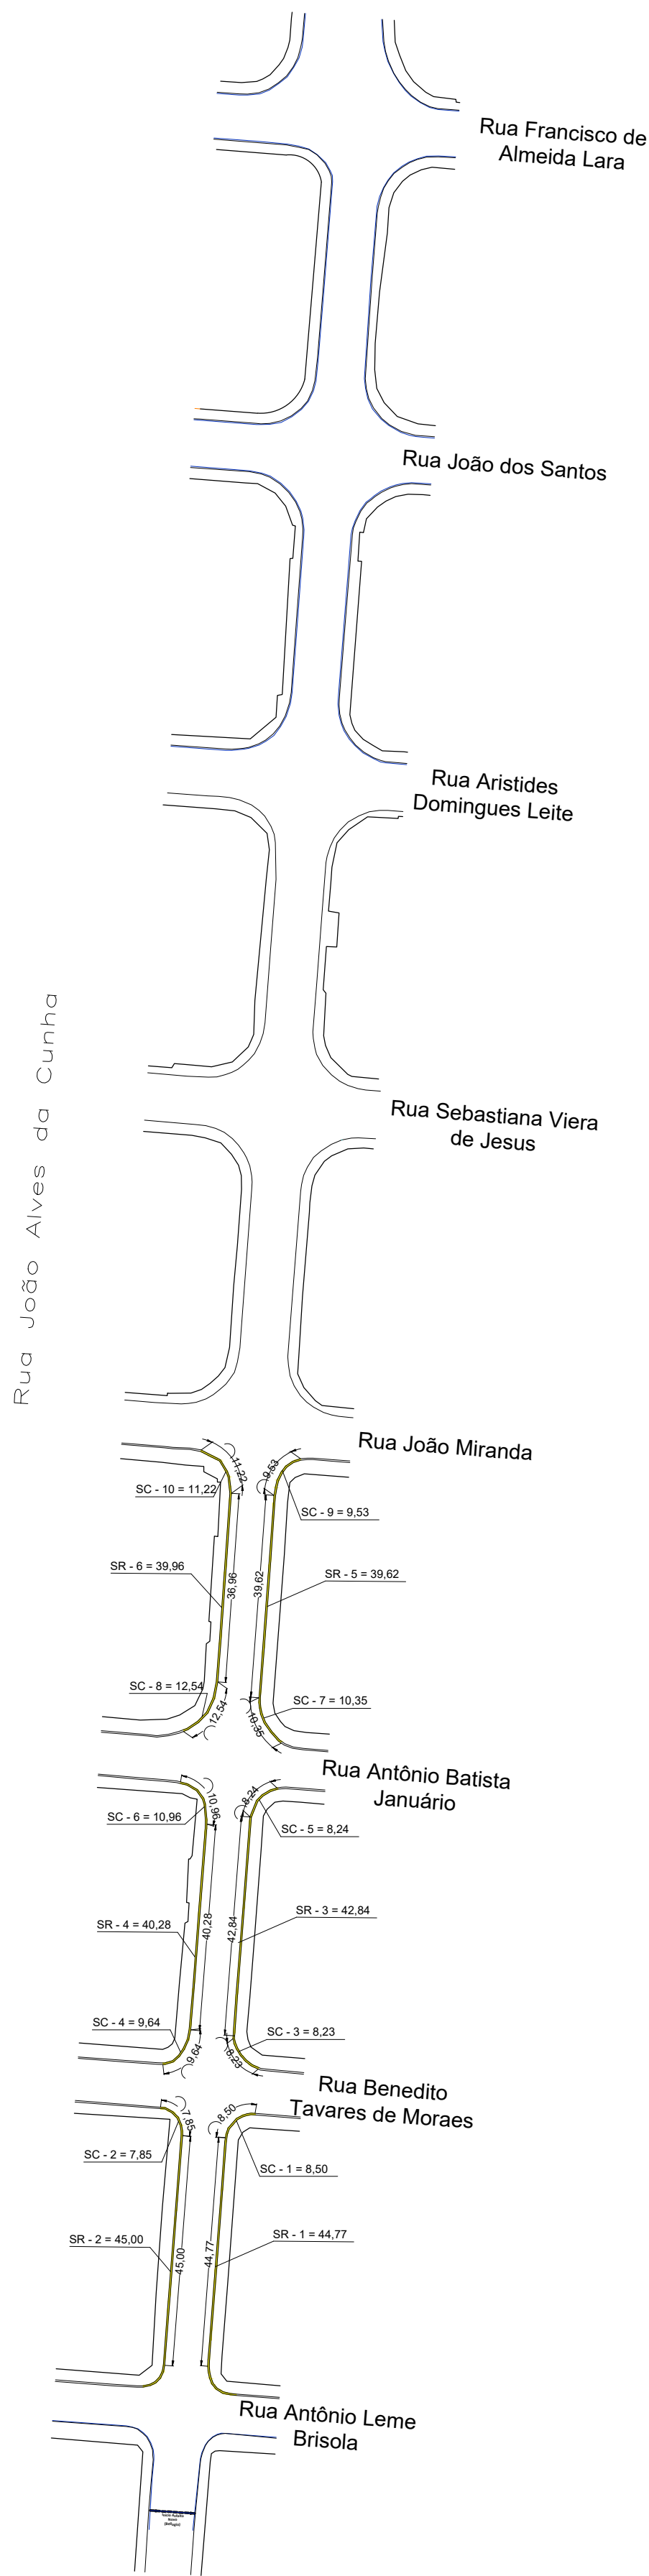 Rua Francisco de
Almeida Lara
Rua João dos Santos
Rua Aristides
Domingues Leite
Rua João Alves da Cunha
Rua Sebastiana Viera
de Jesus
Rua João Miranda
11,22
9,53
SC - 10 = 11,22
SC - 9 = 9,53
SR - 6 = 39,96
36,96
39,62
SR - 5 = 39,62
SC - 8 = 12,54
12,54
10,35
SC - 7 = 10,35
Rua Antônio Batista
Januário
10,96
8,24
SC - 6 = 10,96
SC - 5 = 8,24
SR - 4 = 40,28
40,28
42,84
SR - 3 = 42,84
SC - 4 = 9,64
9,64
8,23
SC - 3 = 8,23
Rua Benedito
Tavares de Moraes
7,85
8,50
SC - 2 = 7,85
SC - 1 = 8,50
SR - 2 = 45,00
45,00
44,77
SR - 1 = 44,77
Rua Antônio Leme
Brisola